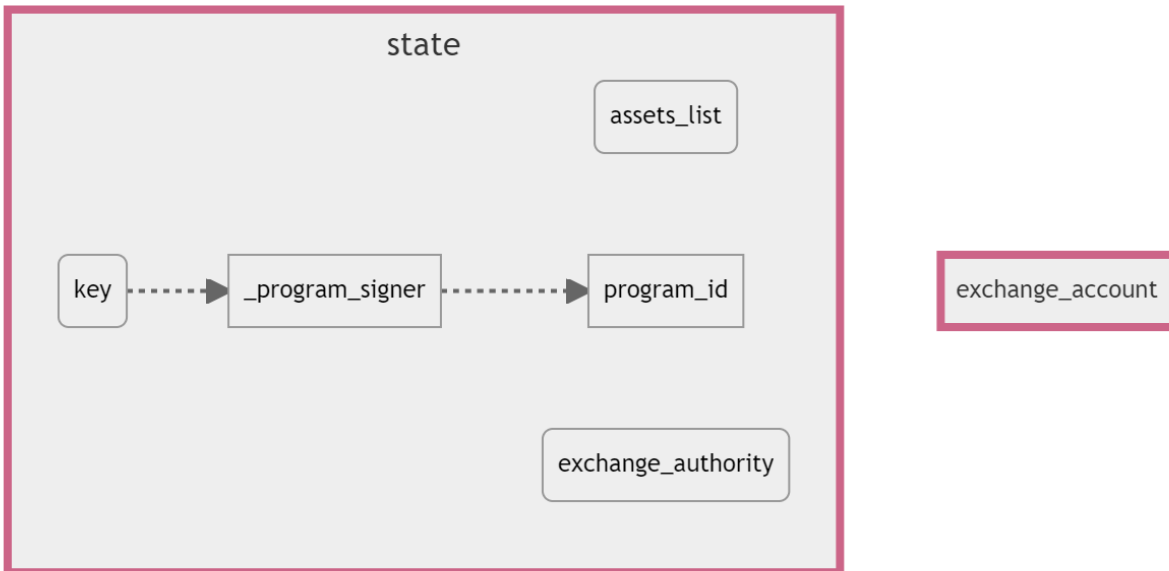 state
assets_list
key
_program_signer
program_id
exchange_account
exchange_authority